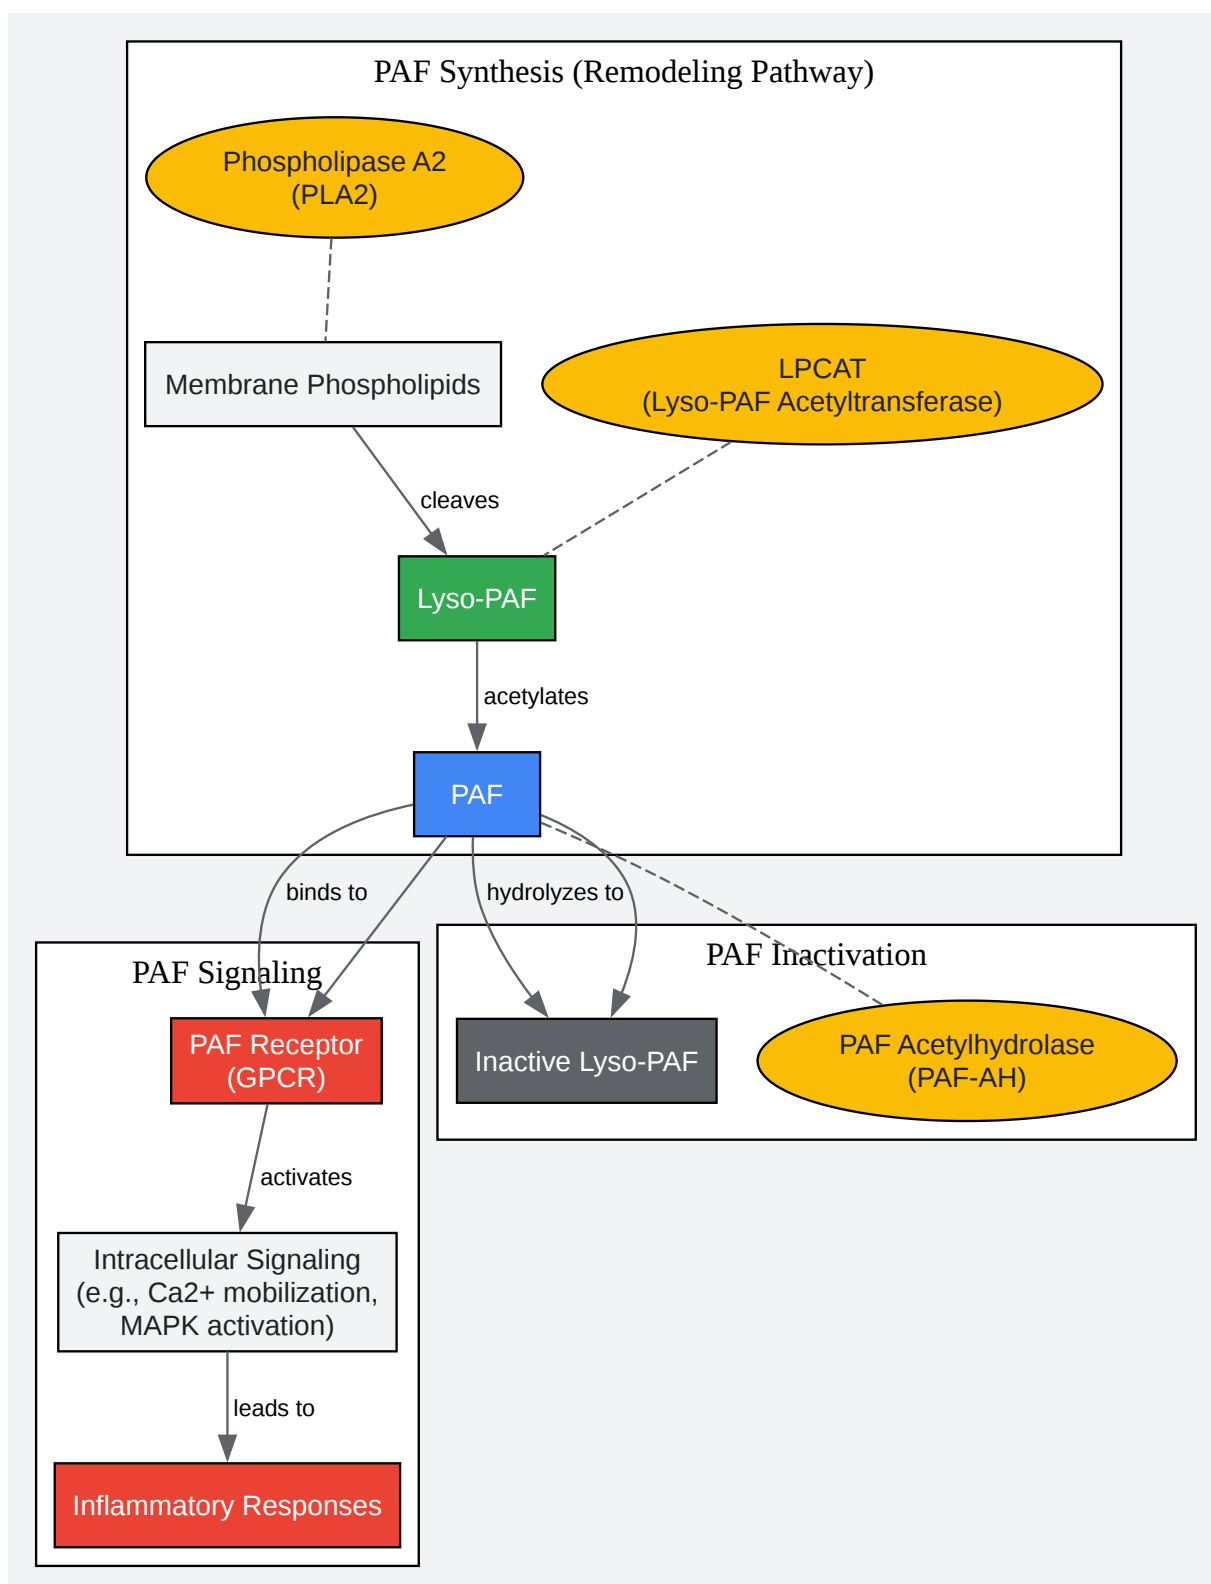 PAF Synthesis (Remodeling Pathway)
Phospholipase A2
(PLA2)
Membrane Phospholipids
LPCAT
(Lyso-PAF Acetyltransferase)
cleaves
Lyso-PAF
acetylates
PAF
binds to
hydrolyzes to
PAF Signaling
PAF Inactivation
PAF Receptor
(GPCR)
Inactive Lyso-PAF
PAF Acetylhydrolase
(PAF-AH)
activates
Intracellular Signaling
(e.g., Ca2+ mobilization,
MAPK activation)
leads to
Inflammatory Responses